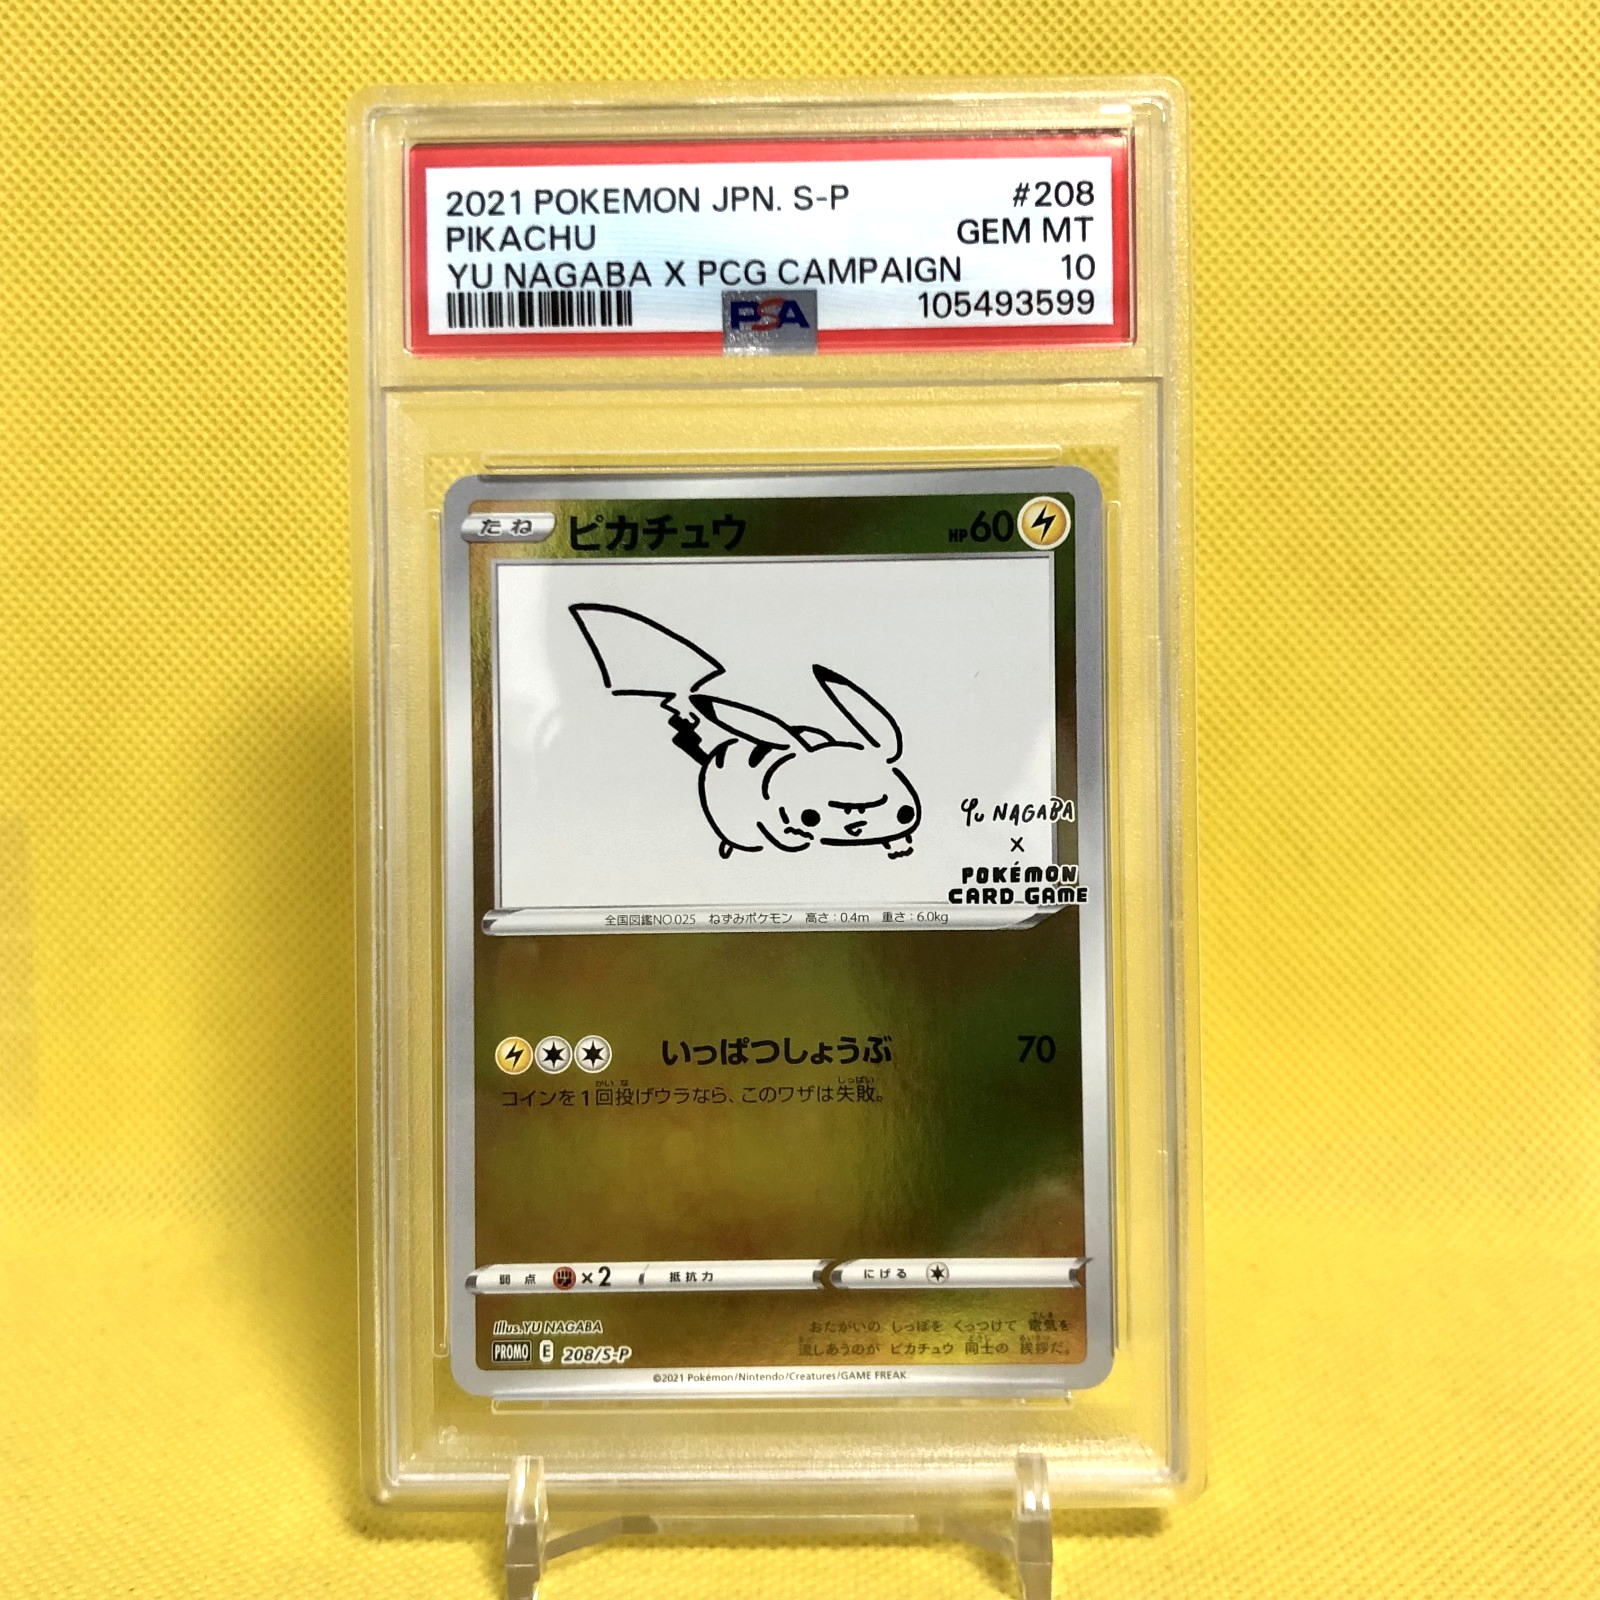 2021 POKEMON JPN. S-P #208
PIKACHU GEM MT
YU NAGABA X PCG CAMPAIGN 10
PSA 105493599
たね ピカチュウ HP60
Yu NAGABA
X
POKÉMON
CARD GAME
全国図鑑NO.025 ねずみポケモン 高さ：0.4m 重さ：6.0kg
いっぱつしょうぶ 70
コインを1回投げウラなら、このワザは失敗。
弱点 ×2 抵抗力 にげる
Illus.YU NAGABA
PROMO E 208/S-P
おたがいの しっぽを くっつけて 電気を
流しあうのが ピカチュウ 同士の 挨拶だ。
©2021 Pokémon/Nintendo/Creatures/GAME FREAK.